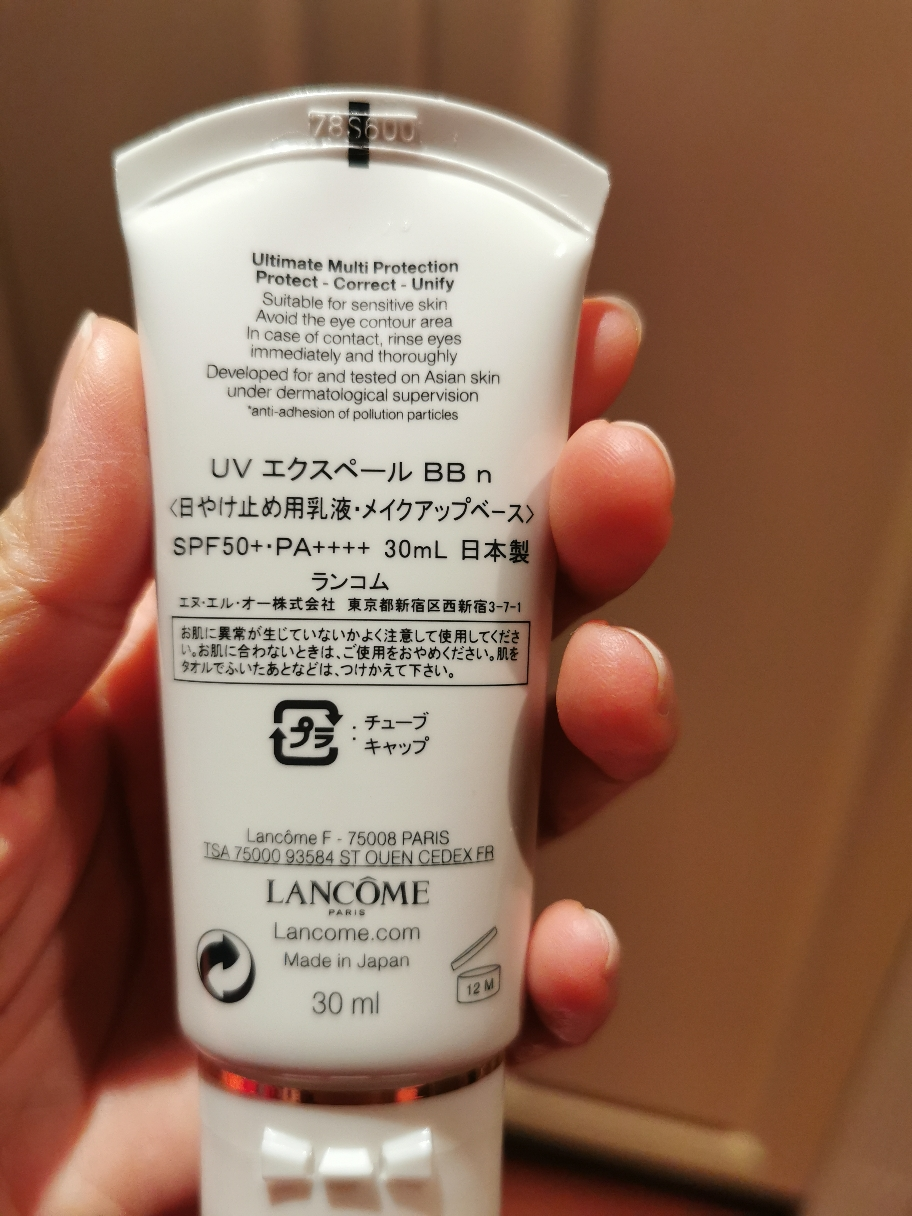 78S600
Ultimate Multi Protection
Protect - Correct - Unify
Suitable for sensitive skin
Avoid the eye contour area
In case of contact, rinse eyes
immediately and thoroughly
Developed for and tested on Asian skin
under dermatological supervision
*anti-adhesion of pollution particles
UV エクスペール BB n
〈日やけ止め用乳液・メイクアップベース〉
SPF50+・PA++++ 30mL 日本製
ランコム
エヌ・エル・オー株式会社 東京都新宿区西新宿3-7-1
お肌に異常が生じていないかよく注意して使用してくださ
い。お肌に合わないときは、ご使用をおやめください。肌を
タオルでふいたあとなどは、つけかえて下さい。
プラ : チューブ
キャップ
Lancôme F - 75008 PARIS
TSA 75000 93584 ST OUEN CEDEX FR
LANCÔME
PARIS
Lancome.com
Made in Japan
12 M
30 ml